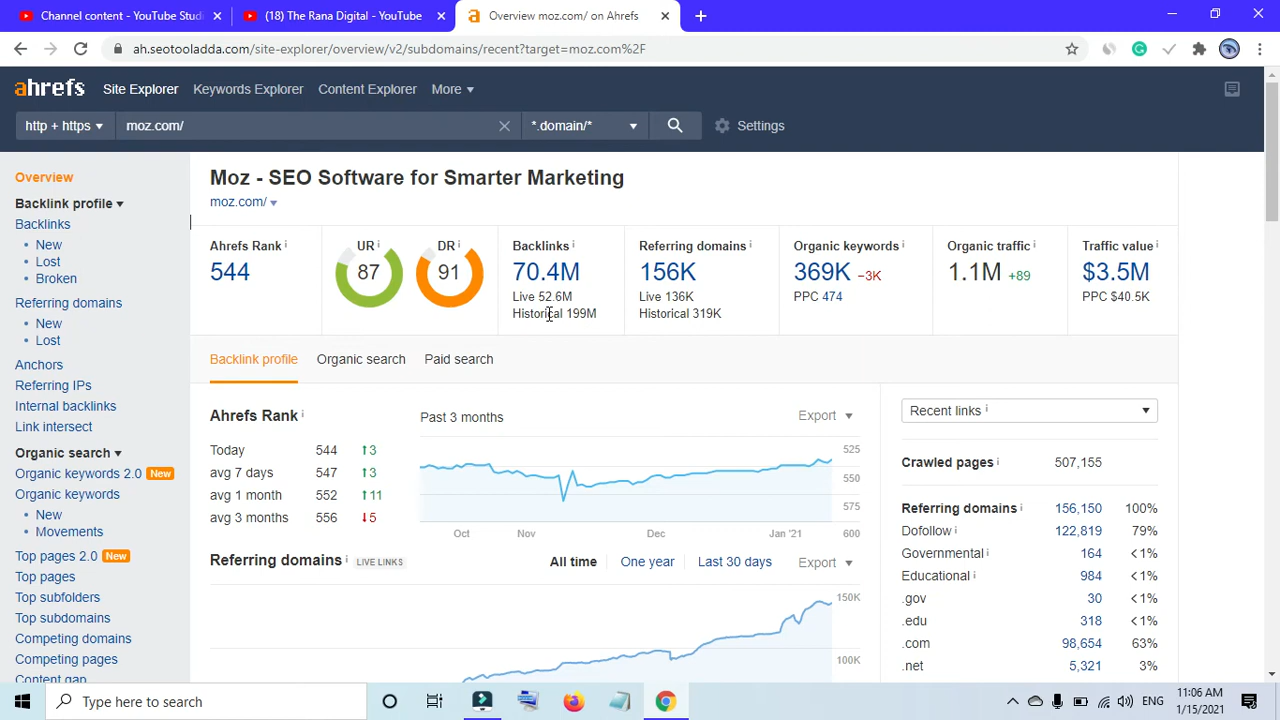 Channel content - YouTube Studi
(18) The Rana Digital - YouTube
Overview moz.com/ on Ahrefs
ah.seotooladda.com/site-explorer/overview/v2/subdomains/recent?target=moz.com%2F
ahrefs
Site Explorer
Keywords Explorer
Content Explorer
More
http + https
moz.com/
*.domain/*
Settings
Overview
Backlink profile
Backlinks
New
Lost
Broken
Referring domains
New
Lost
Anchors
Referring IPs
Internal backlinks
Link intersect
Organic search
Organic keywords 2.0 New
Organic keywords
New
Movements
Top pages 2.0 New
Top pages
Top subfolders
Top subdomains
Competing domains
Competing pages
Content gap
Moz - SEO Software for Smarter Marketing
moz.com/
Ahrefs Rank
544
UR
87
DR
91
Backlinks
70.4M
Live 52.6M
Historical 199M
Referring domains
156K
Live 136K
Historical 319K
Organic keywords
369K −3K
PPC 474
Organic traffic
1.1M +89
Traffic value
$3.5M
PPC $40.5K
Backlink profile
Organic search
Paid search
Ahrefs Rank
Today 544 ↑3
avg 7 days 547 ↑3
avg 1 month 552 ↑11
avg 3 months 556 ↓5
Past 3 months
Export
525
550
575
600
Oct Nov Dec Jan '21
Referring domains LIVE LINKS
All time One year Last 30 days Export
150K
100K
Recent links
Crawled pages 507,155
Referring domains 156,150 100%
Dofollow 122,819 79%
Governmental 164 <1%
Educational 984 <1%
.gov 30 <1%
.edu 318 <1%
.com 98,654 63%
.net 5,321 3%
Type here to search
ENG
11:06 AM
1/15/2021